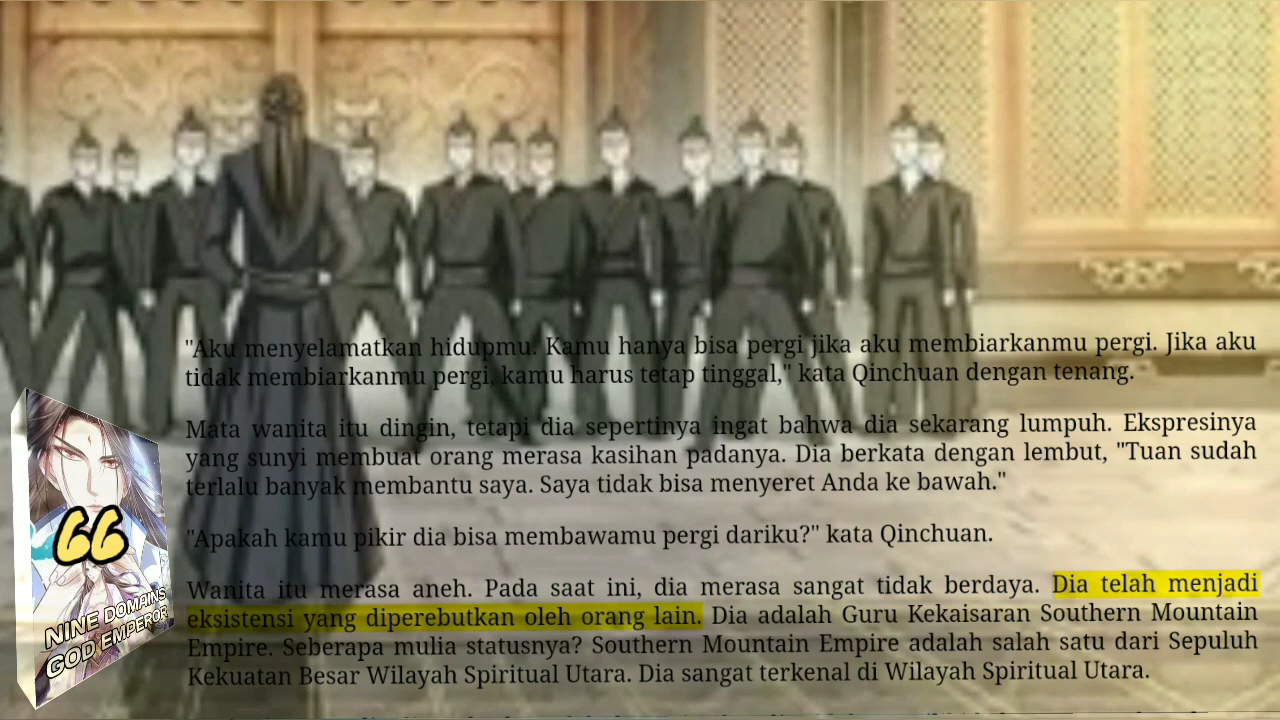 "Aku menyelamatkan hidupmu. Kamu hanya bisa pergi jika aku membiarkanmu pergi. Jika aku
tidak membiarkanmu pergi, kamu harus tetap tinggal," kata Qinchuan dengan tenang.
Mata wanita itu dingin, tetapi dia sepertinya ingat bahwa dia sekarang lumpuh. Ekspresinya
yang sunyi membuat orang merasa kasihan padanya. Dia berkata dengan lembut, "Tuan sudah
terlalu banyak membantu saya. Saya tidak bisa menyeret Anda ke bawah."
"Apakah kamu pikir dia bisa membawamu pergi dariku?" kata Qinchuan.
Wanita itu merasa aneh. Pada saat ini, dia merasa sangat tidak berdaya. Dia telah menjadi
eksistensi yang diperebutkan oleh orang lain. Dia adalah Guru Kekaisaran Southern Mountain
Empire. Seberapa mulia statusnya? Southern Mountain Empire adalah salah satu dari Sepuluh
Kekuatan Besar Wilayah Spiritual Utara. Dia sangat terkenal di Wilayah Spiritual Utara.
66
NINE DOMAINS
GOD EMPEROR